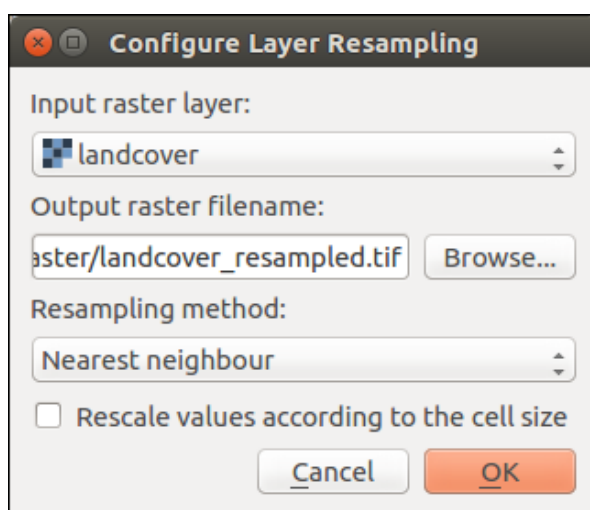 Configure Layer Resampling
Input raster layer:
landcover
Output raster filename:
aster/landcover_resampled.tif Browse...
Resampling method:
Nearest neighbour
Rescale values according to the cell size
Cancel OK